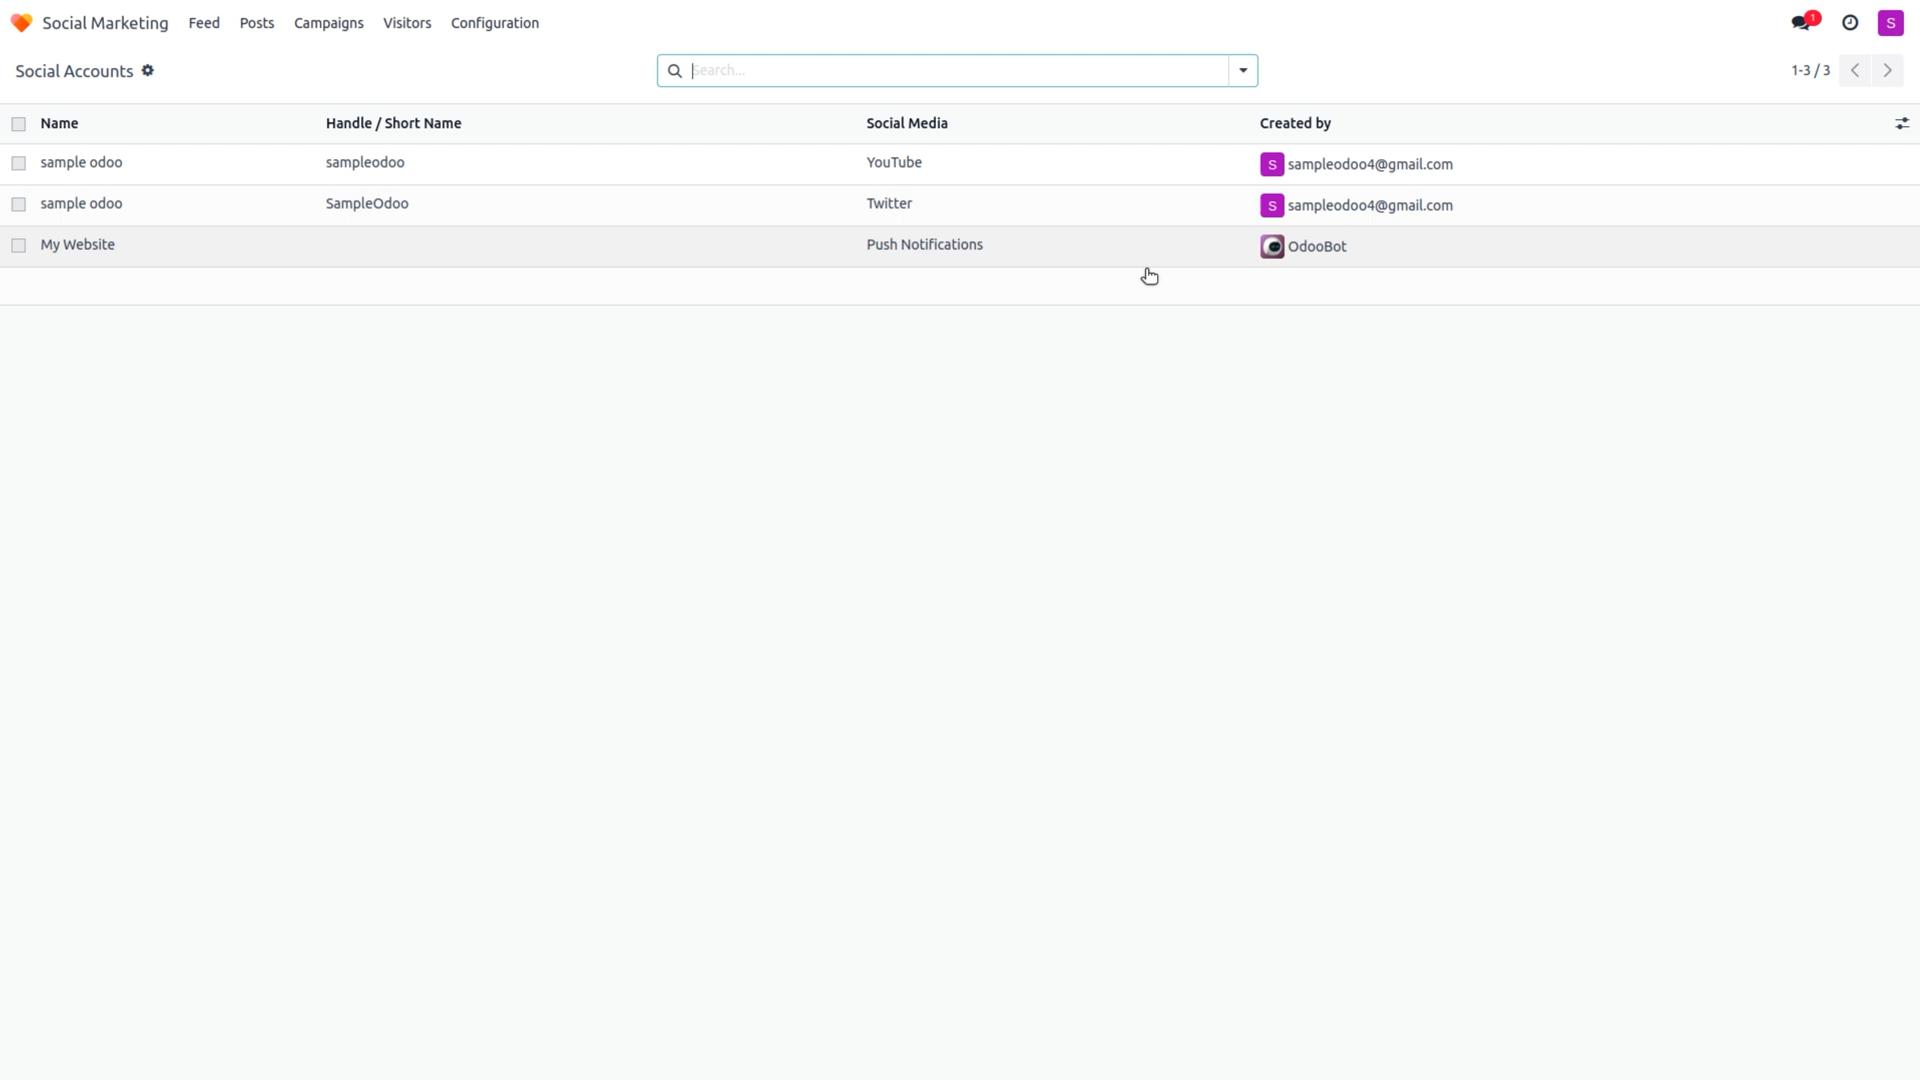 Social Marketing Feed Posts Campaigns Visitors Configuration 1 S
Social Accounts Search... 1-3 / 3
Name Handle / Short Name Social Media Created by
sample odoo sampleodoo YouTube S sampleodoo4@gmail.com
sample odoo SampleOdoo Twitter S sampleodoo4@gmail.com
My Website Push Notifications OdooBot